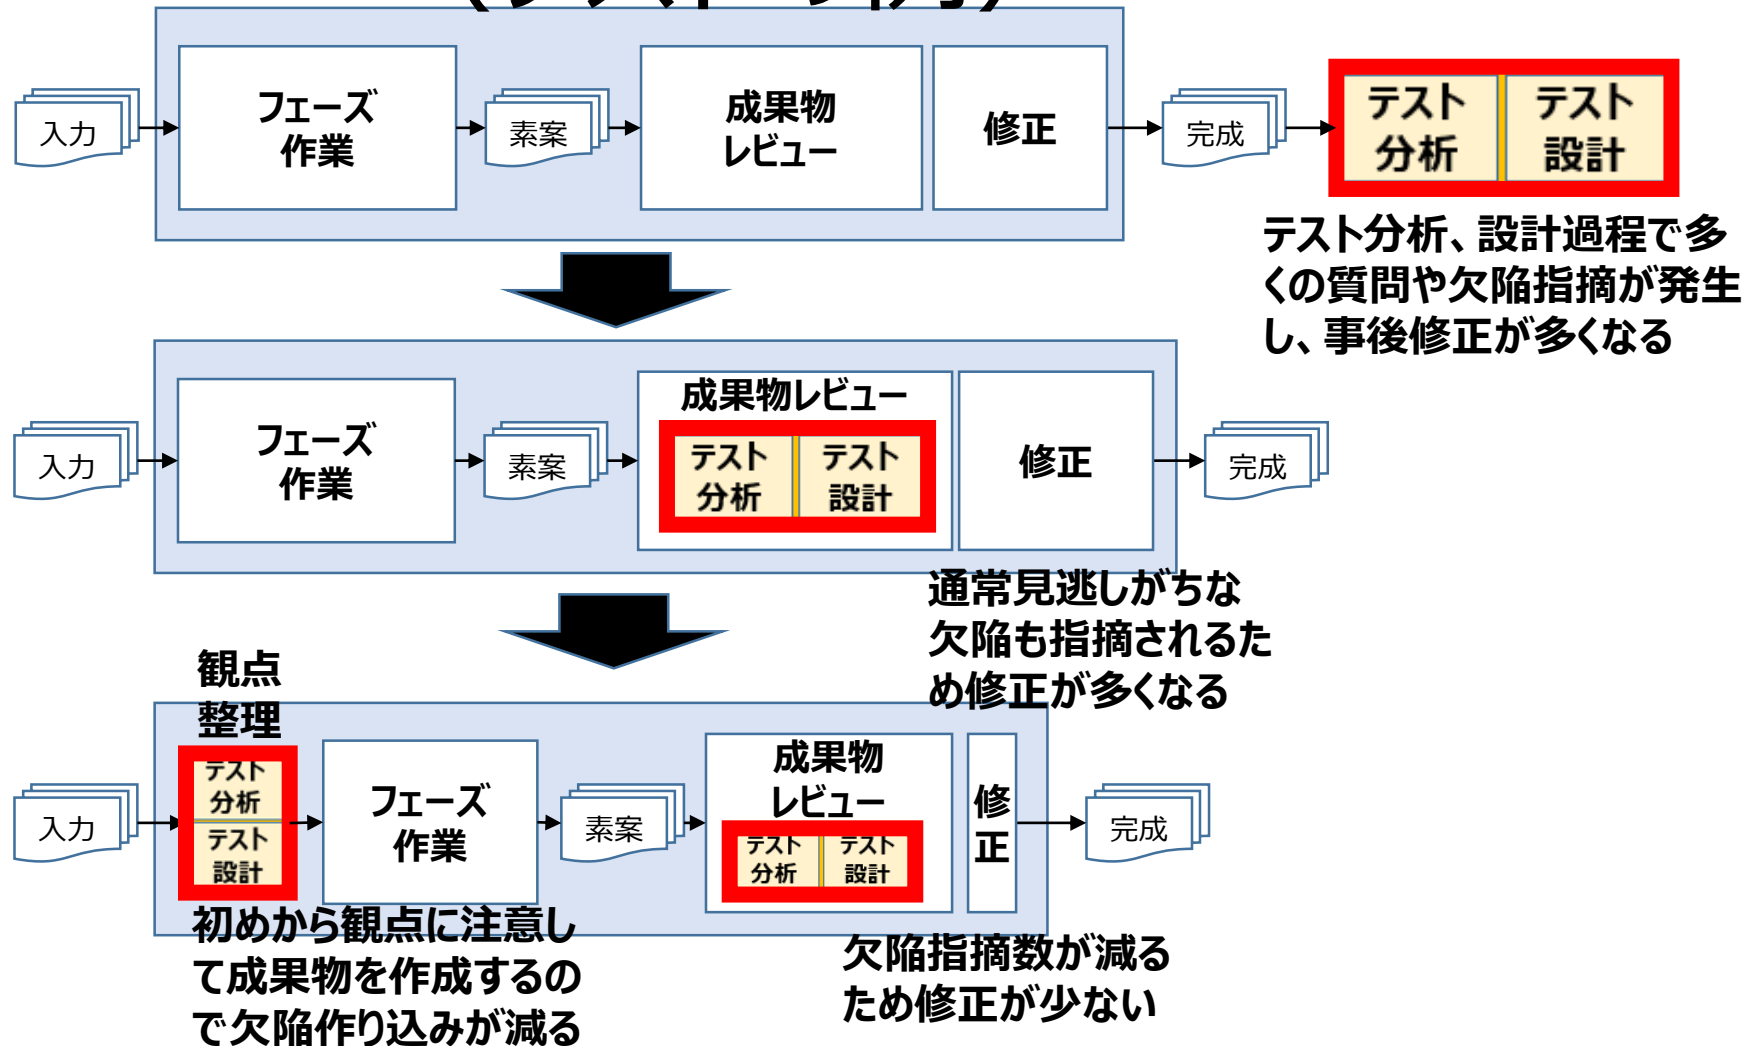 入力
フェーズ
作業
素案
成果物
レビュー
修正
完成
テスト
分析
テスト
設計
テスト分析、設計過程で多
くの質問や欠陥指摘が発生
し、事後修正が多くなる
入力
フェーズ
作業
素案
成果物レビュー
テスト
分析
テスト
設計
修正
完成
通常見逃しがちな
欠陥も指摘されるた
め修正が多くなる
観点
整理
入力
テスト
分析
テスト
設計
フェーズ
作業
素案
成果物
レビュー
テスト
分析
テスト
設計
修
正
完成
初めから観点に注意し
て成果物を作成するの
で欠陥作り込みが減る
欠陥指摘数が減る
ため修正が少ない